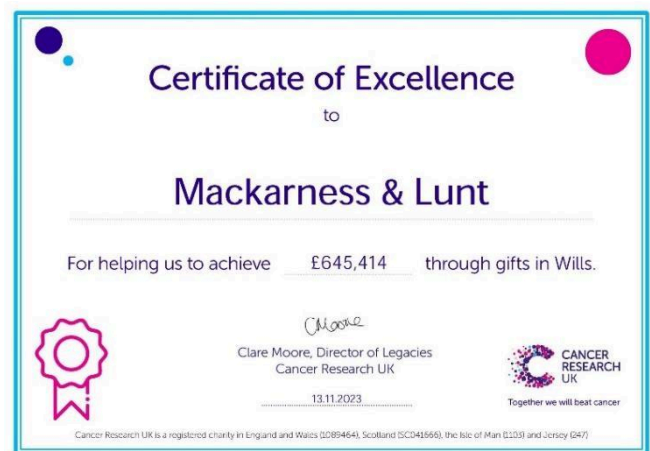 Certificate of Excellence
to
Mackarness & Lunt
For helping us to achieve £645,414 through gifts in Wills.
CMoore
Clare Moore, Director of Legacies
Cancer Research UK
13.11.2023
CANCER
RESEARCH
UK
Together we will beat cancer
Cancer Research UK is a registered charity in England and Wales (1089464), Scotland (SC041666), the Isle of Man (1103) and Jersey (247)